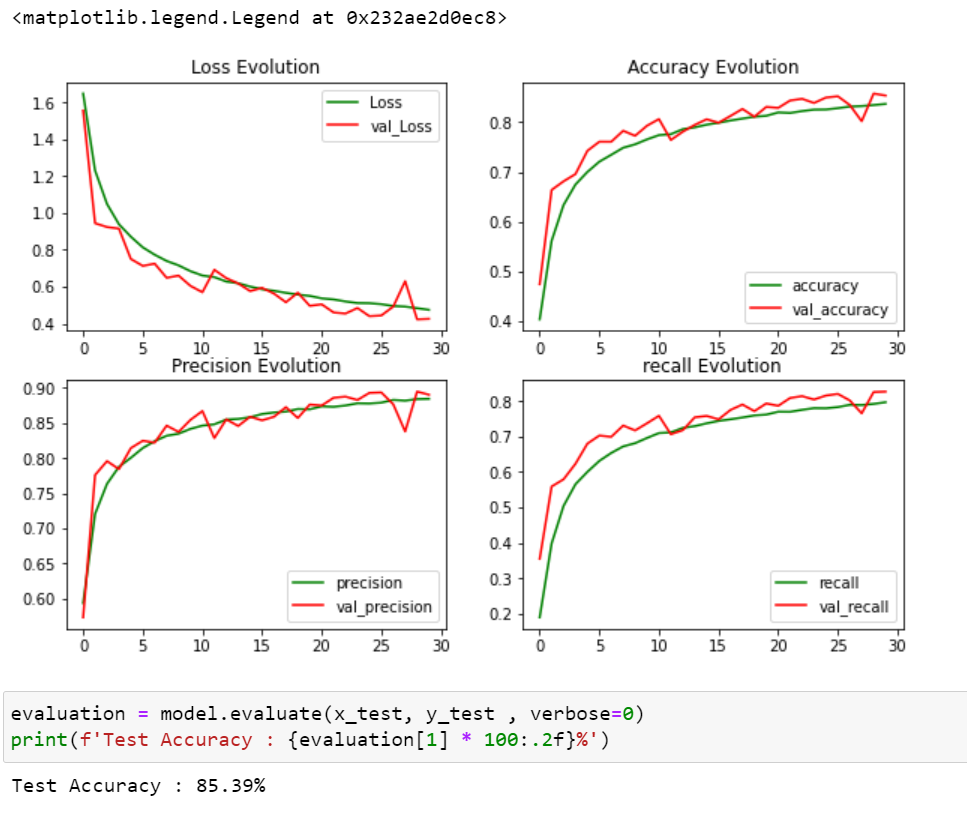 <matplotlib.legend.Legend at 0x232ae2d0ec8>
Loss Evolution
1.6
1.4
1.2
1.0
0.8
0.6
0.4
Loss
val_Loss
0 5 10 15 20 25 30
Accuracy Evolution
0.8
0.7
0.6
0.5
0.4
accuracy
val_accuracy
0 5 10 15 20 25 30
Precision Evolution
0.90
0.85
0.80
0.75
0.70
0.65
0.60
precision
val_precision
0 5 10 15 20 25 30
recall Evolution
0.8
0.7
0.6
0.5
0.4
0.3
0.2
recall
val_recall
0 5 10 15 20 25 30
evaluation = model.evaluate(x_test, y_test , verbose=0)
print(f'Test Accuracy : {evaluation[1] * 100:.2f}%')
Test Accuracy : 85.39%